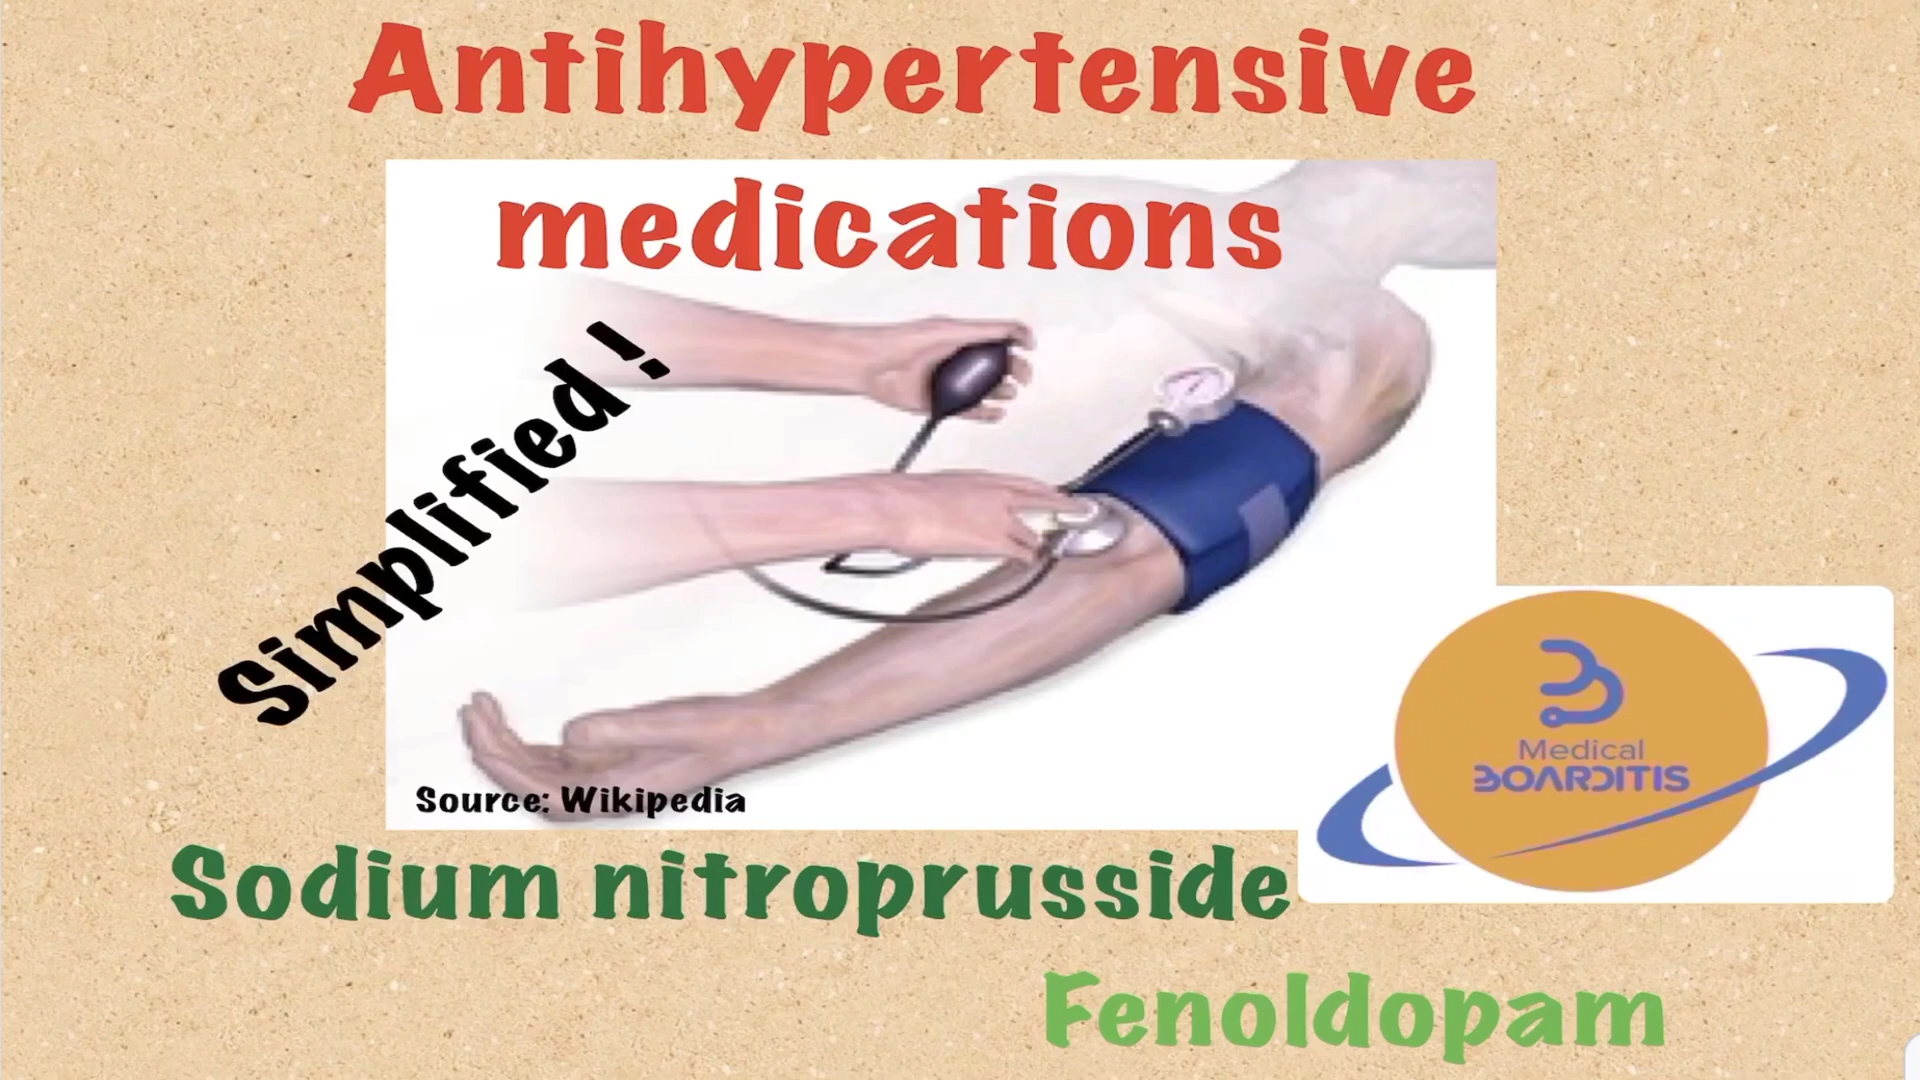 Antihypertensive
medications
Simplified!
Source: Wikipedia
Medical
BOARDITIS
Sodium nitroprusside
Fenoldopam